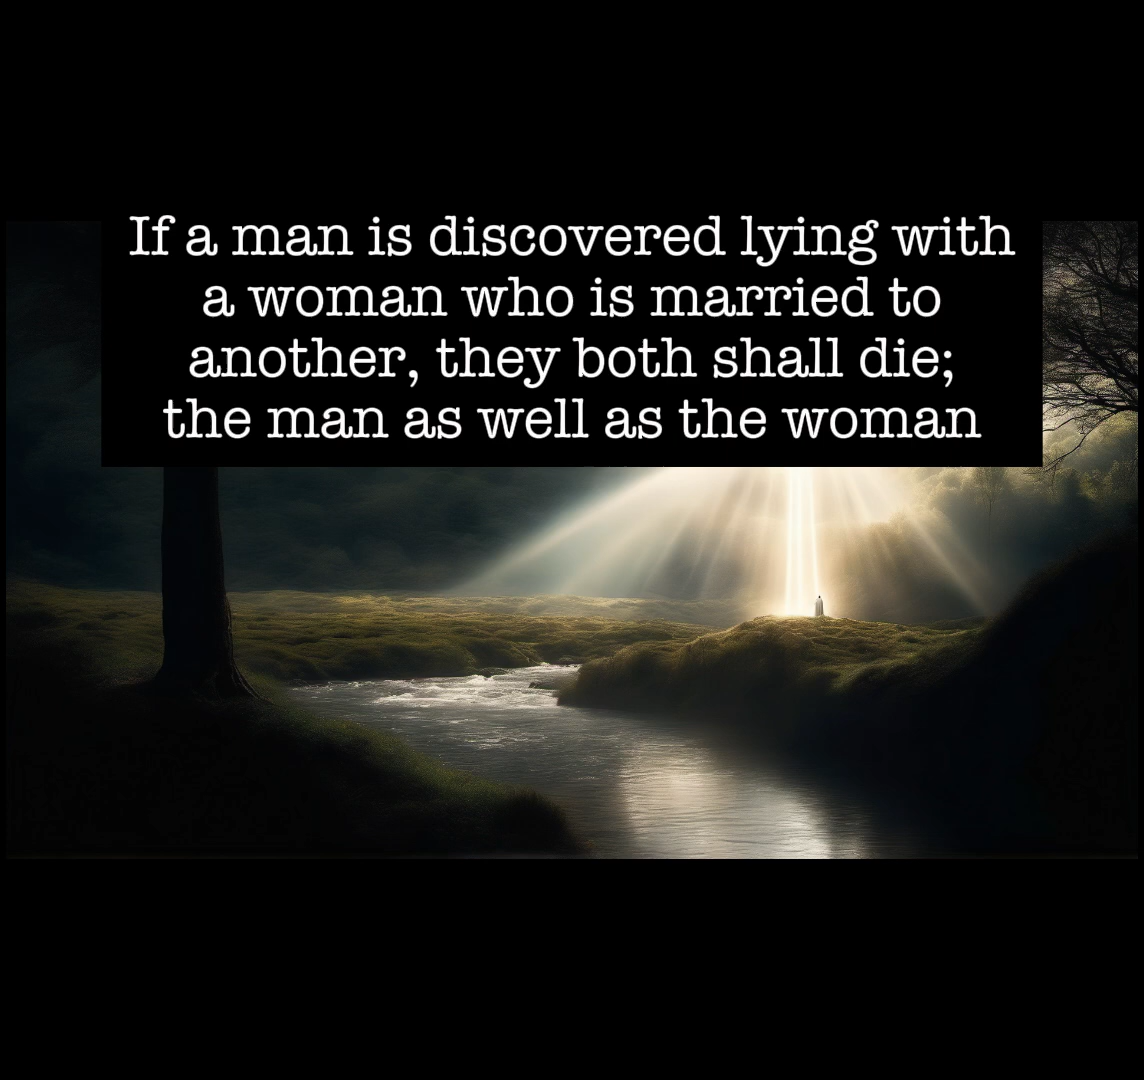 If a man is discovered lying with
a woman who is married to
another, they both shall die;
the man as well as the woman